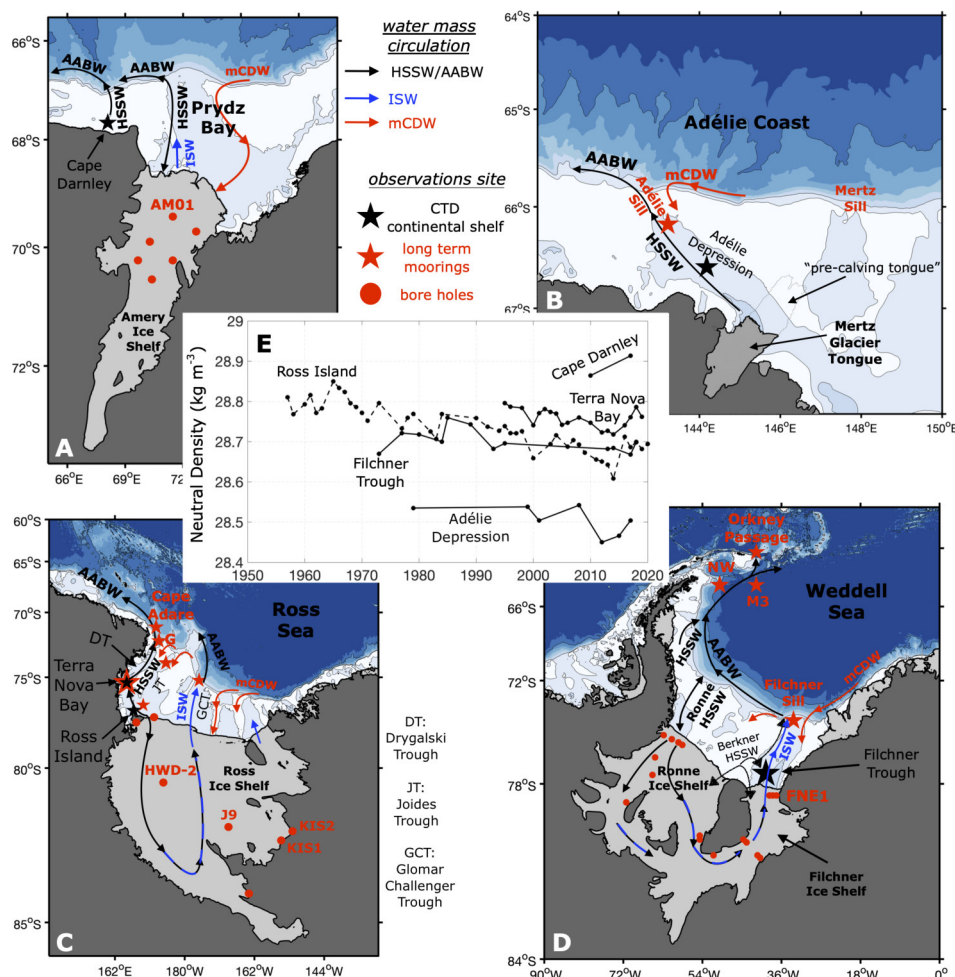 66°S
68°S
70°S
72°S
66°E
69°E
72
AABW
AABW
mCDW
HSSW
HSSW
ISW
Prydz
Bay
Cape
Darnley
AM01
Amery
Ice
Shelf
A
water mass
circulation
HSSW/AABW
ISW
mCDW
observations site
CTD
continental shelf
long term
moorings
bore holes
64°S
65°S
66°S
67°S
144°E
146°E
148°E
150°E
Adélie Coast
AABW
mCDW
Adélie
Sill
Mertz
Sill
HSSW
Adélie
Depression
"pre-calving tongue"
Mertz
Glacier
Tongue
B
E
Neutral Density (kg m-3)
29
28.9
28.8
28.7
28.6
28.5
28.4
1950
1960
1970
1980
1990
2000
2010
2020
Ross Island
Cape Darnley
Terra Nova
Bay
Filchner
Trough
Adélie
Depression
60°S
70°S
75°S
80°S
85°S
162°E
180°W
162°W
144°W
AABW
Cape
Adare
Ross
Sea
DT
G
AABW
HSSW
JT
Terra
Nova
Bay
mCDW
GCT
ISW
Ross
Island
Ross
Ice Shelf
HWD-2
J9
KIS2
KIS1
C
DT:
Drygalski
Trough
JT:
Joides
Trough
GCT:
Glomar
Challenger
Trough
60°S
66°S
72°S
78°S
84°S
90°W
72°W
54°W
36°W
18°W
0°
Orkney
Passage
NW
M3
Weddell
Sea
HSSW
AABW
mCDW
Filchner
Sill
Ronne
HSSW
Berkner
HSSW
ISW
Ronne
Ice Shelf
Filchner
Trough
FNE1
Filchner
Ice Shelf
D